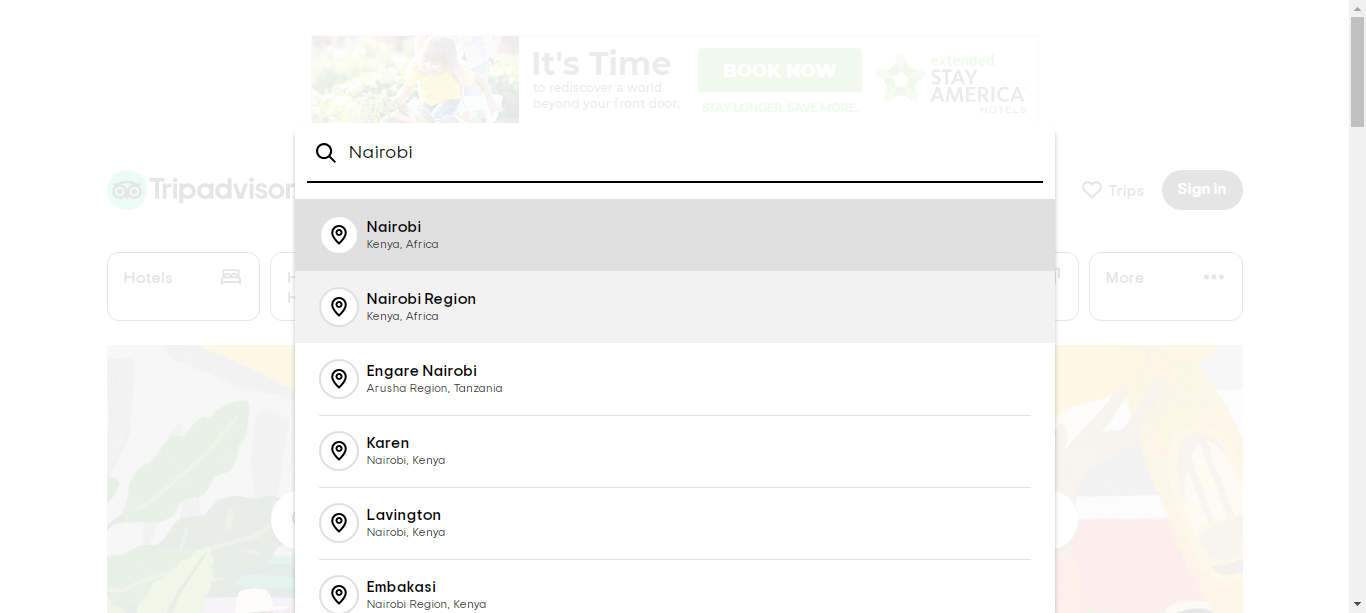 It's Time
to rediscover a world
beyond your front door.
BOOK NOW
STAY LONGER. SAVE MORE.
extended
STAY
AMERICA
HOTELS
Nairobi
Tripadvisor
Trips
Sign in
Hotels
More
Nairobi
Kenya, Africa
Nairobi Region
Kenya, Africa
Engare Nairobi
Arusha Region, Tanzania
Karen
Nairobi, Kenya
Lavington
Nairobi, Kenya
Embakasi
Nairobi Region, Kenya